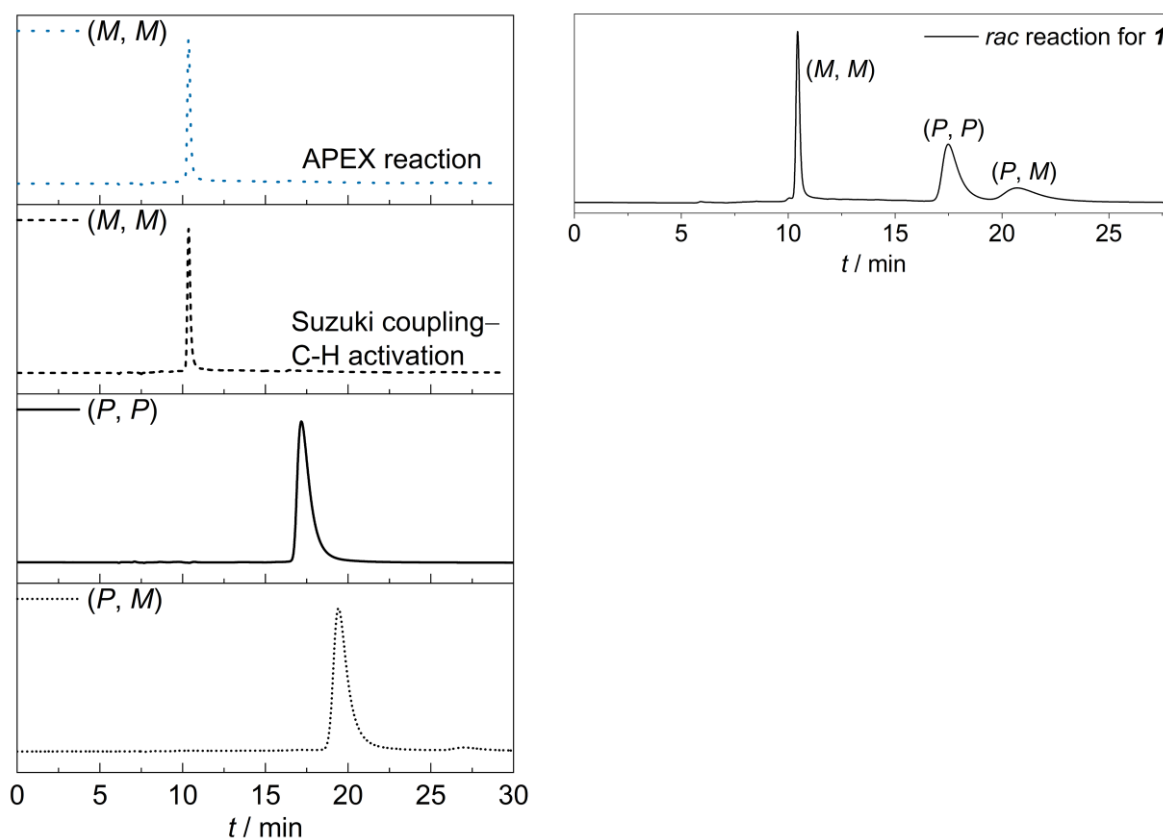 (M, M)
APEX reaction
(M, M)
Suzuki coupling–
C-H activation
(P, P)
(P, M)
0 5 10 15 20 25 30
t / min
rac reaction for 1
(M, M)
(P, P)
(P, M)
0 5 10 15 20 25
t / min